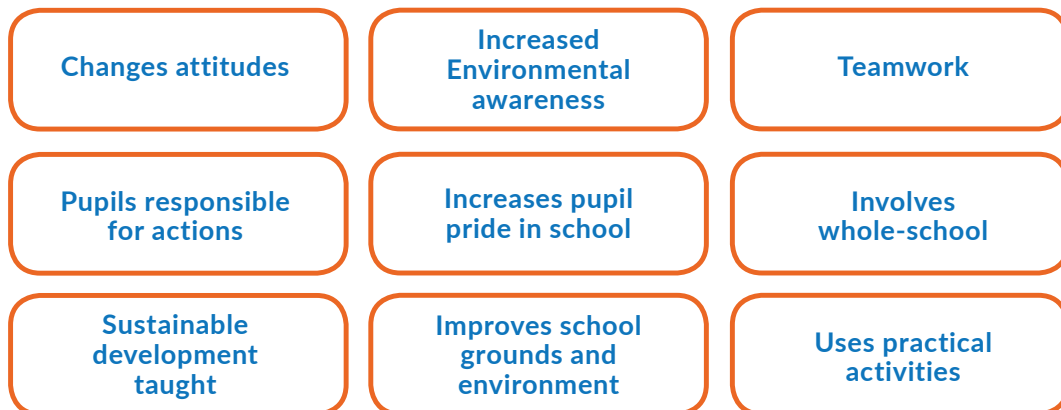 Changes attitudes
Increased
Environmental
awareness
Teamwork
Pupils responsible
for actions
Increases pupil
pride in school
Involves
whole-school
Sustainable
development
taught
Improves school
grounds and
environment
Uses practical
activities